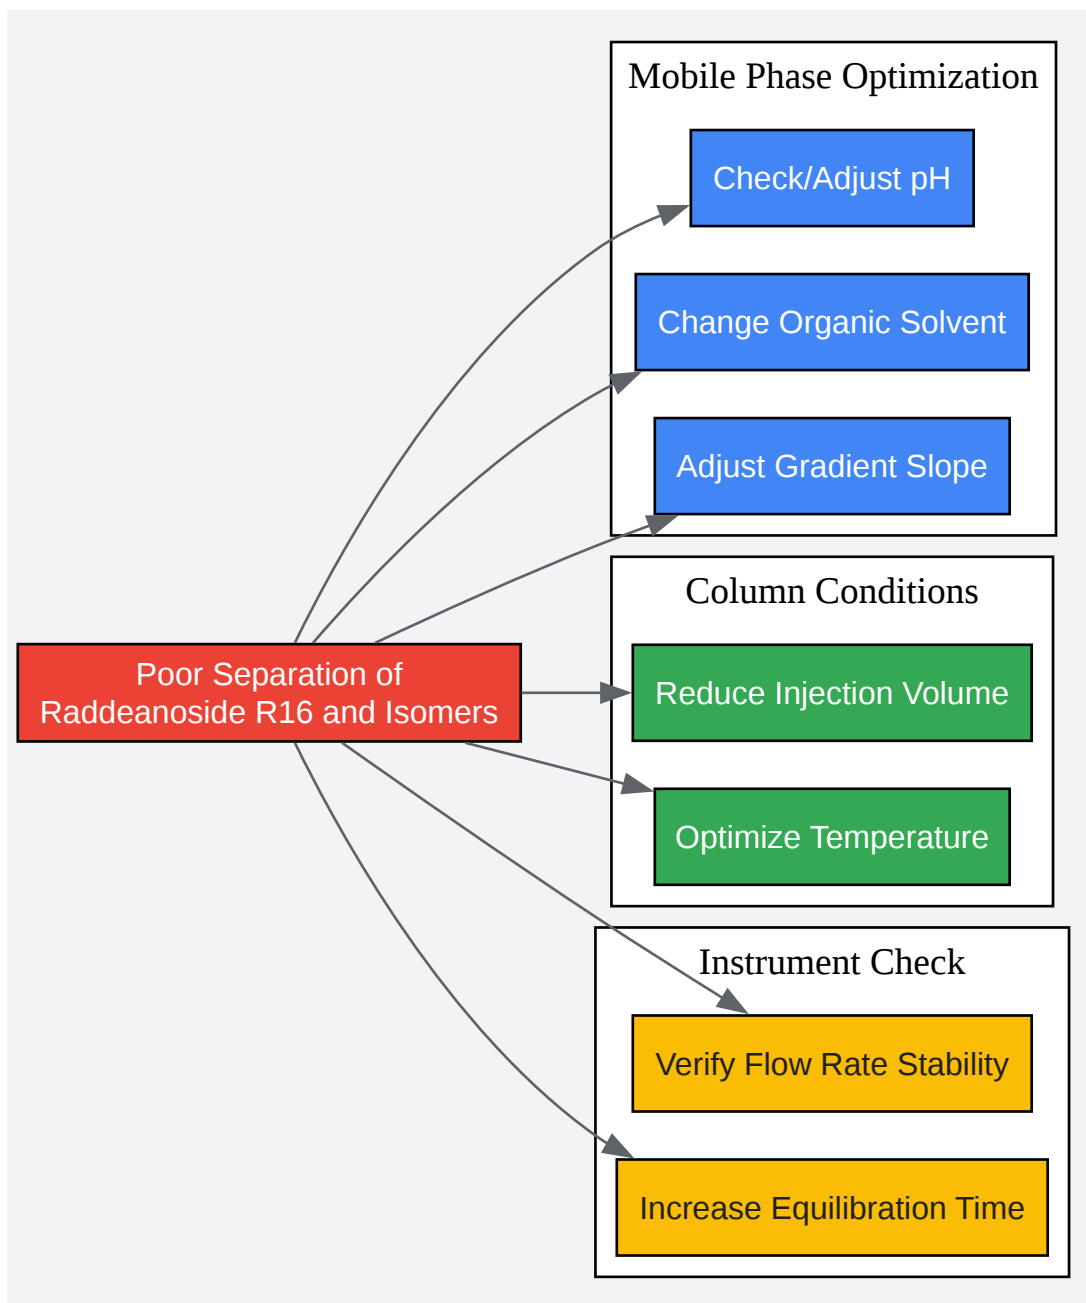 Mobile Phase Optimization
Check/Adjust pH
Change Organic Solvent
Adjust Gradient Slope
Column Conditions
Poor Separation of
Raddeanoside R16 and Isomers
Reduce Injection Volume
Optimize Temperature
Instrument Check
Verify Flow Rate Stability
Increase Equilibration Time